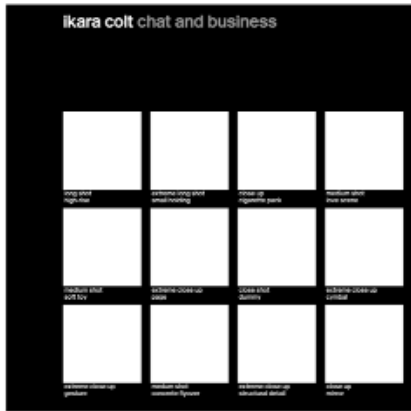 ikara colt chat and business
long shot
high-rise
extreme long shot
small holding
close up
cigarette pack
medium shot
love scene
medium shot
soft toy
extreme close up
close shot
dummy
extreme close up
cymbal
extreme close up
gesture
medium shot
concrete flyover
extreme close up
structural detail
close up
mirror